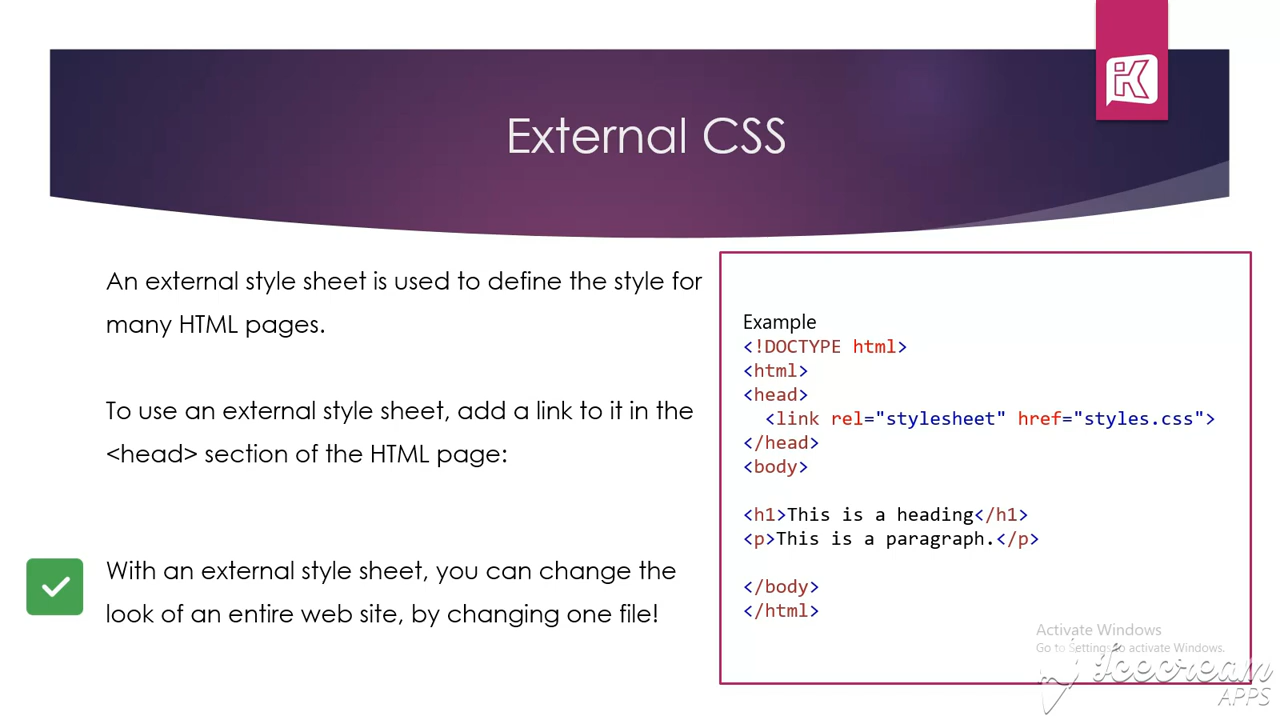 External CSS
An external style sheet is used to define the style for
many HTML pages.
To use an external style sheet, add a link to it in the
<head> section of the HTML page:
With an external style sheet, you can change the
look of an entire web site, by changing one file!
Example
<!DOCTYPE html>
<html>
<head>
  <link rel="stylesheet" href="styles.css">
</head>
<body>
<h1>This is a heading</h1>
<p>This is a paragraph.</p>
</body>
</html>
Activate Windows
Go to Settings to activate Windows.
Icecream
APPS